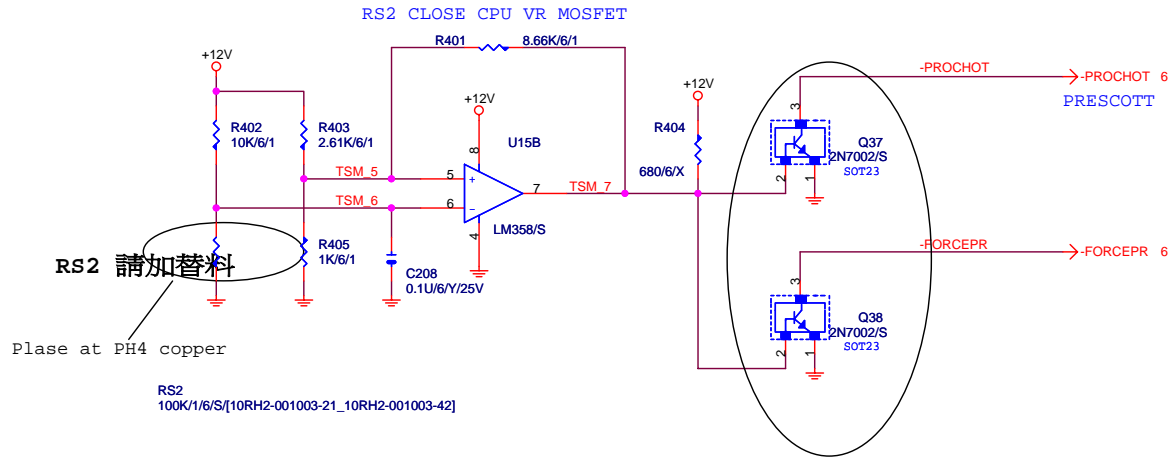 RS2 CLOSE CPU VR MOSFET
R401
8.66K/6/1
+12V
+12V
+12V
-PROCHOT
-PROCHOT 6
PRESCOTT
R402
10K/6/1
R403
2.61K/6/1
U15B
R404
3
Q37
2N7002/S
SOT23
8
TSM_5
5
+
680/6/X
2
1
TSM_7
7
TSM_6
6
-
LM358/S
4
R405
1K/6/1
RS2 請加替料
C208
0.1U/6/Y/25V
-FORCEPR
-FORCEPR 6
3
Q38
2N7002/S
SOT23
2
1
Plase at PH4 copper
RS2
100K/1/6/S/[10RH2-001003-21_10RH2-001003-42]